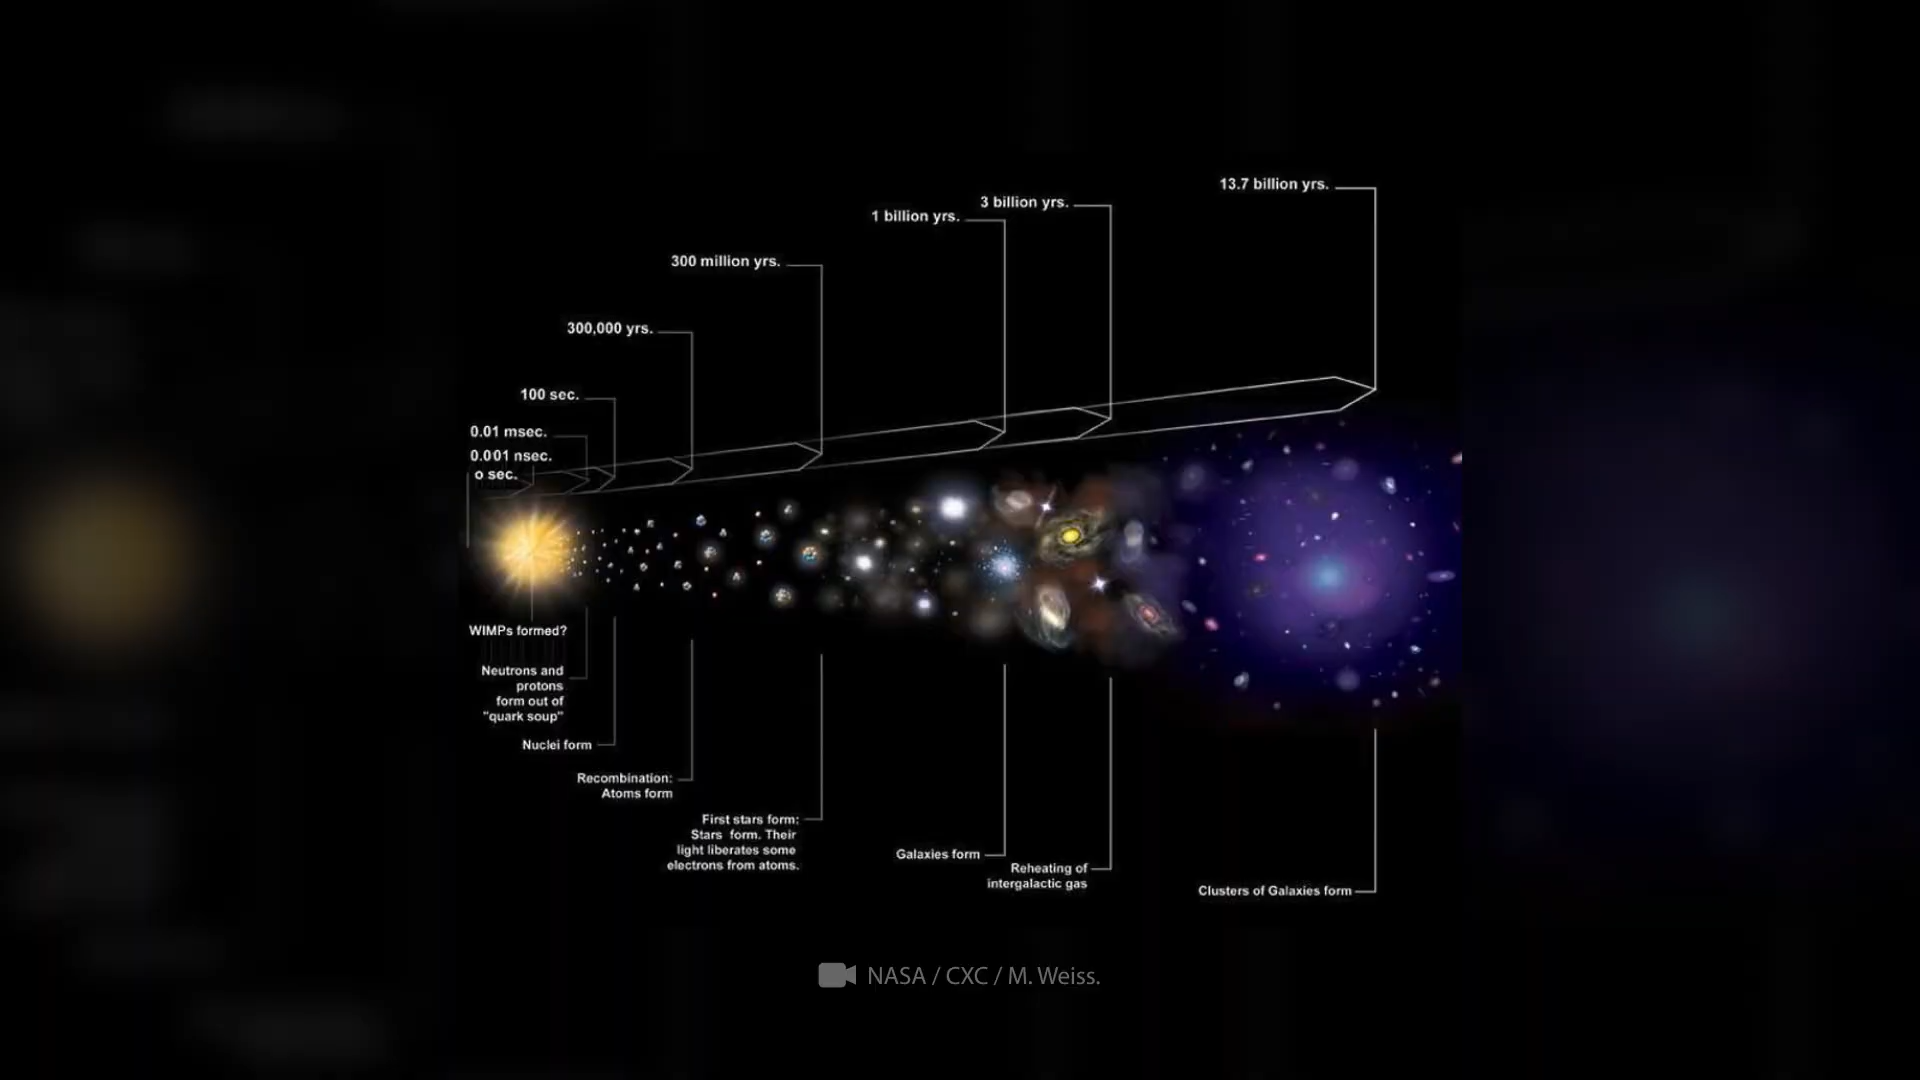 13.7 billion yrs.
3 billion yrs.
1 billion yrs.
300 million yrs.
300,000 yrs.
100 sec.
0.01 msec.
0.001 nsec.
o sec.
WIMPs formed?
Neutrons and
protons
form out of
"quark soup"
Nuclei form
Recombination:
Atoms form
First stars form:
Stars form. Their
light liberates some
electrons from atoms.
Galaxies form
Reheating of
intergalactic gas
Clusters of Galaxies form
NASA / CXC / M. Weiss.